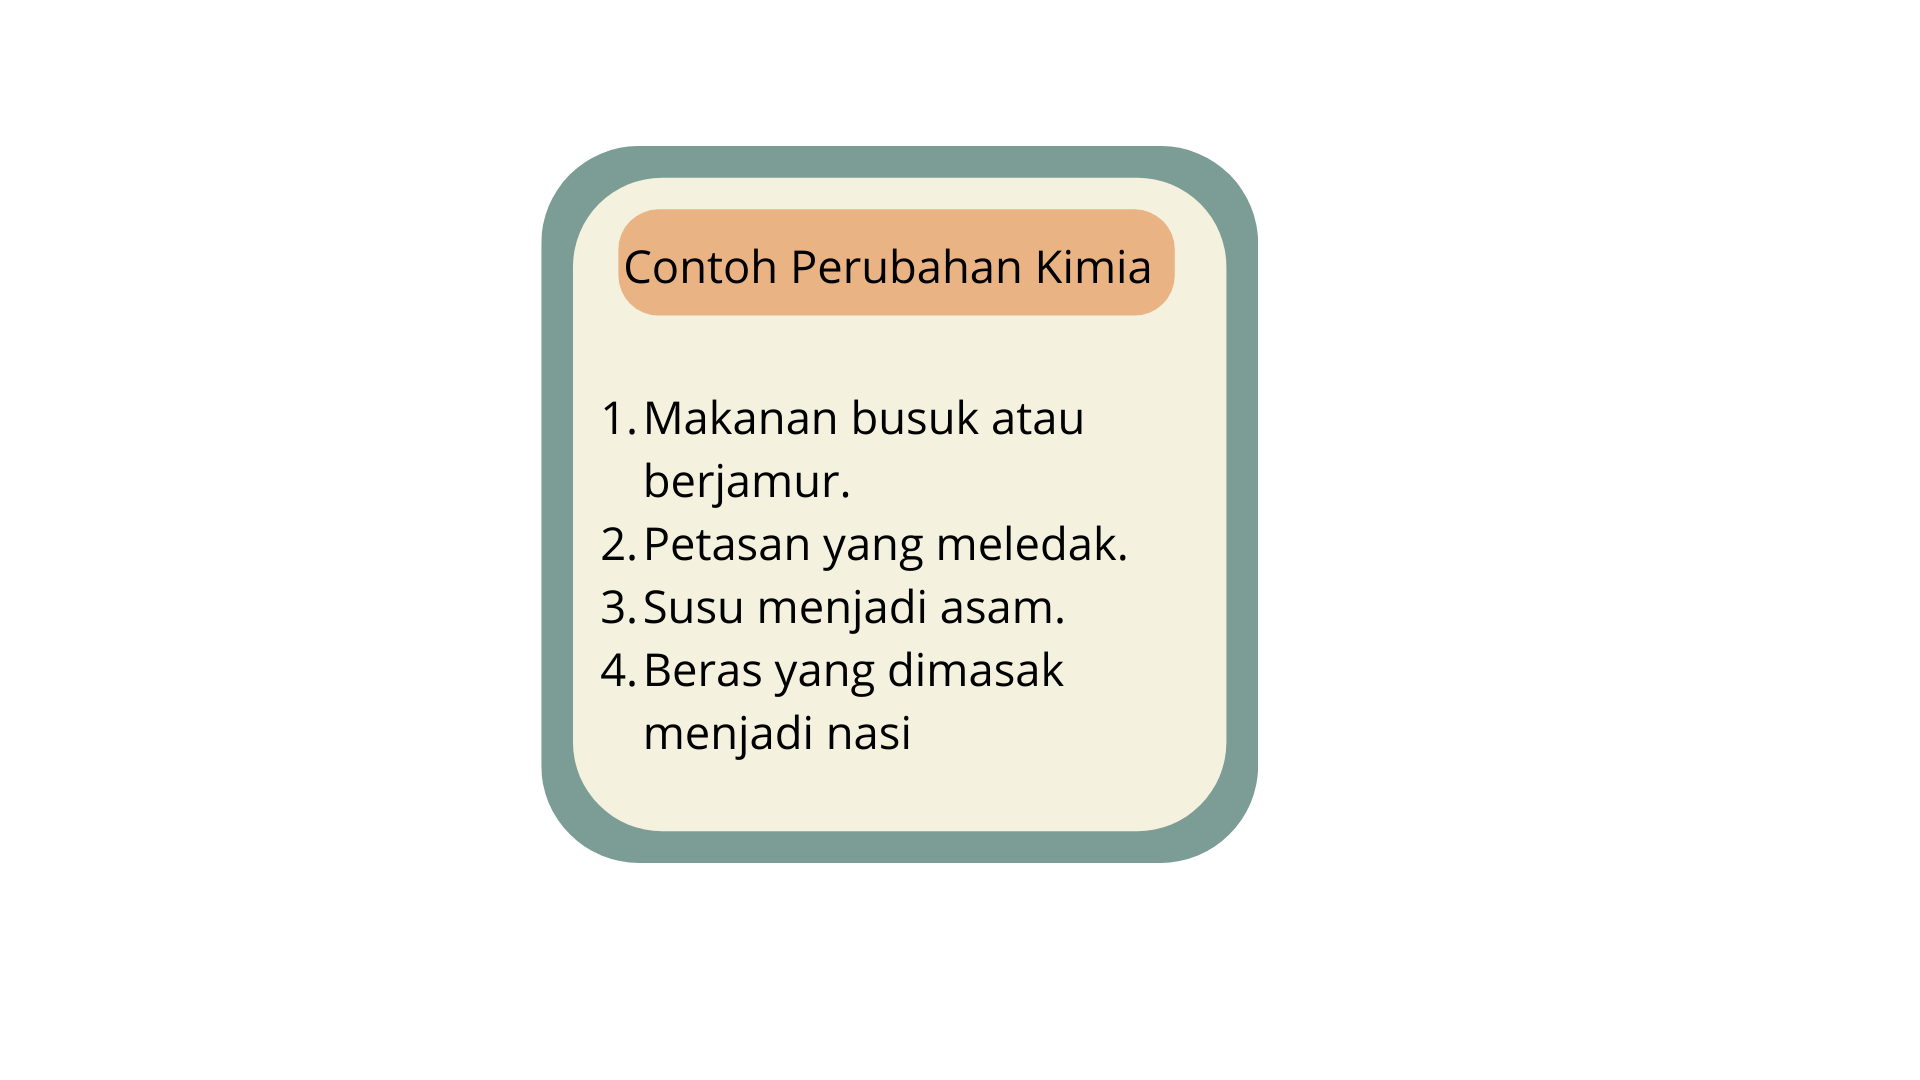 Contoh Perubahan Kimia
1. Makanan busuk atau
berjamur.
2. Petasan yang meledak.
3. Susu menjadi asam.
4. Beras yang dimasak
menjadi nasi